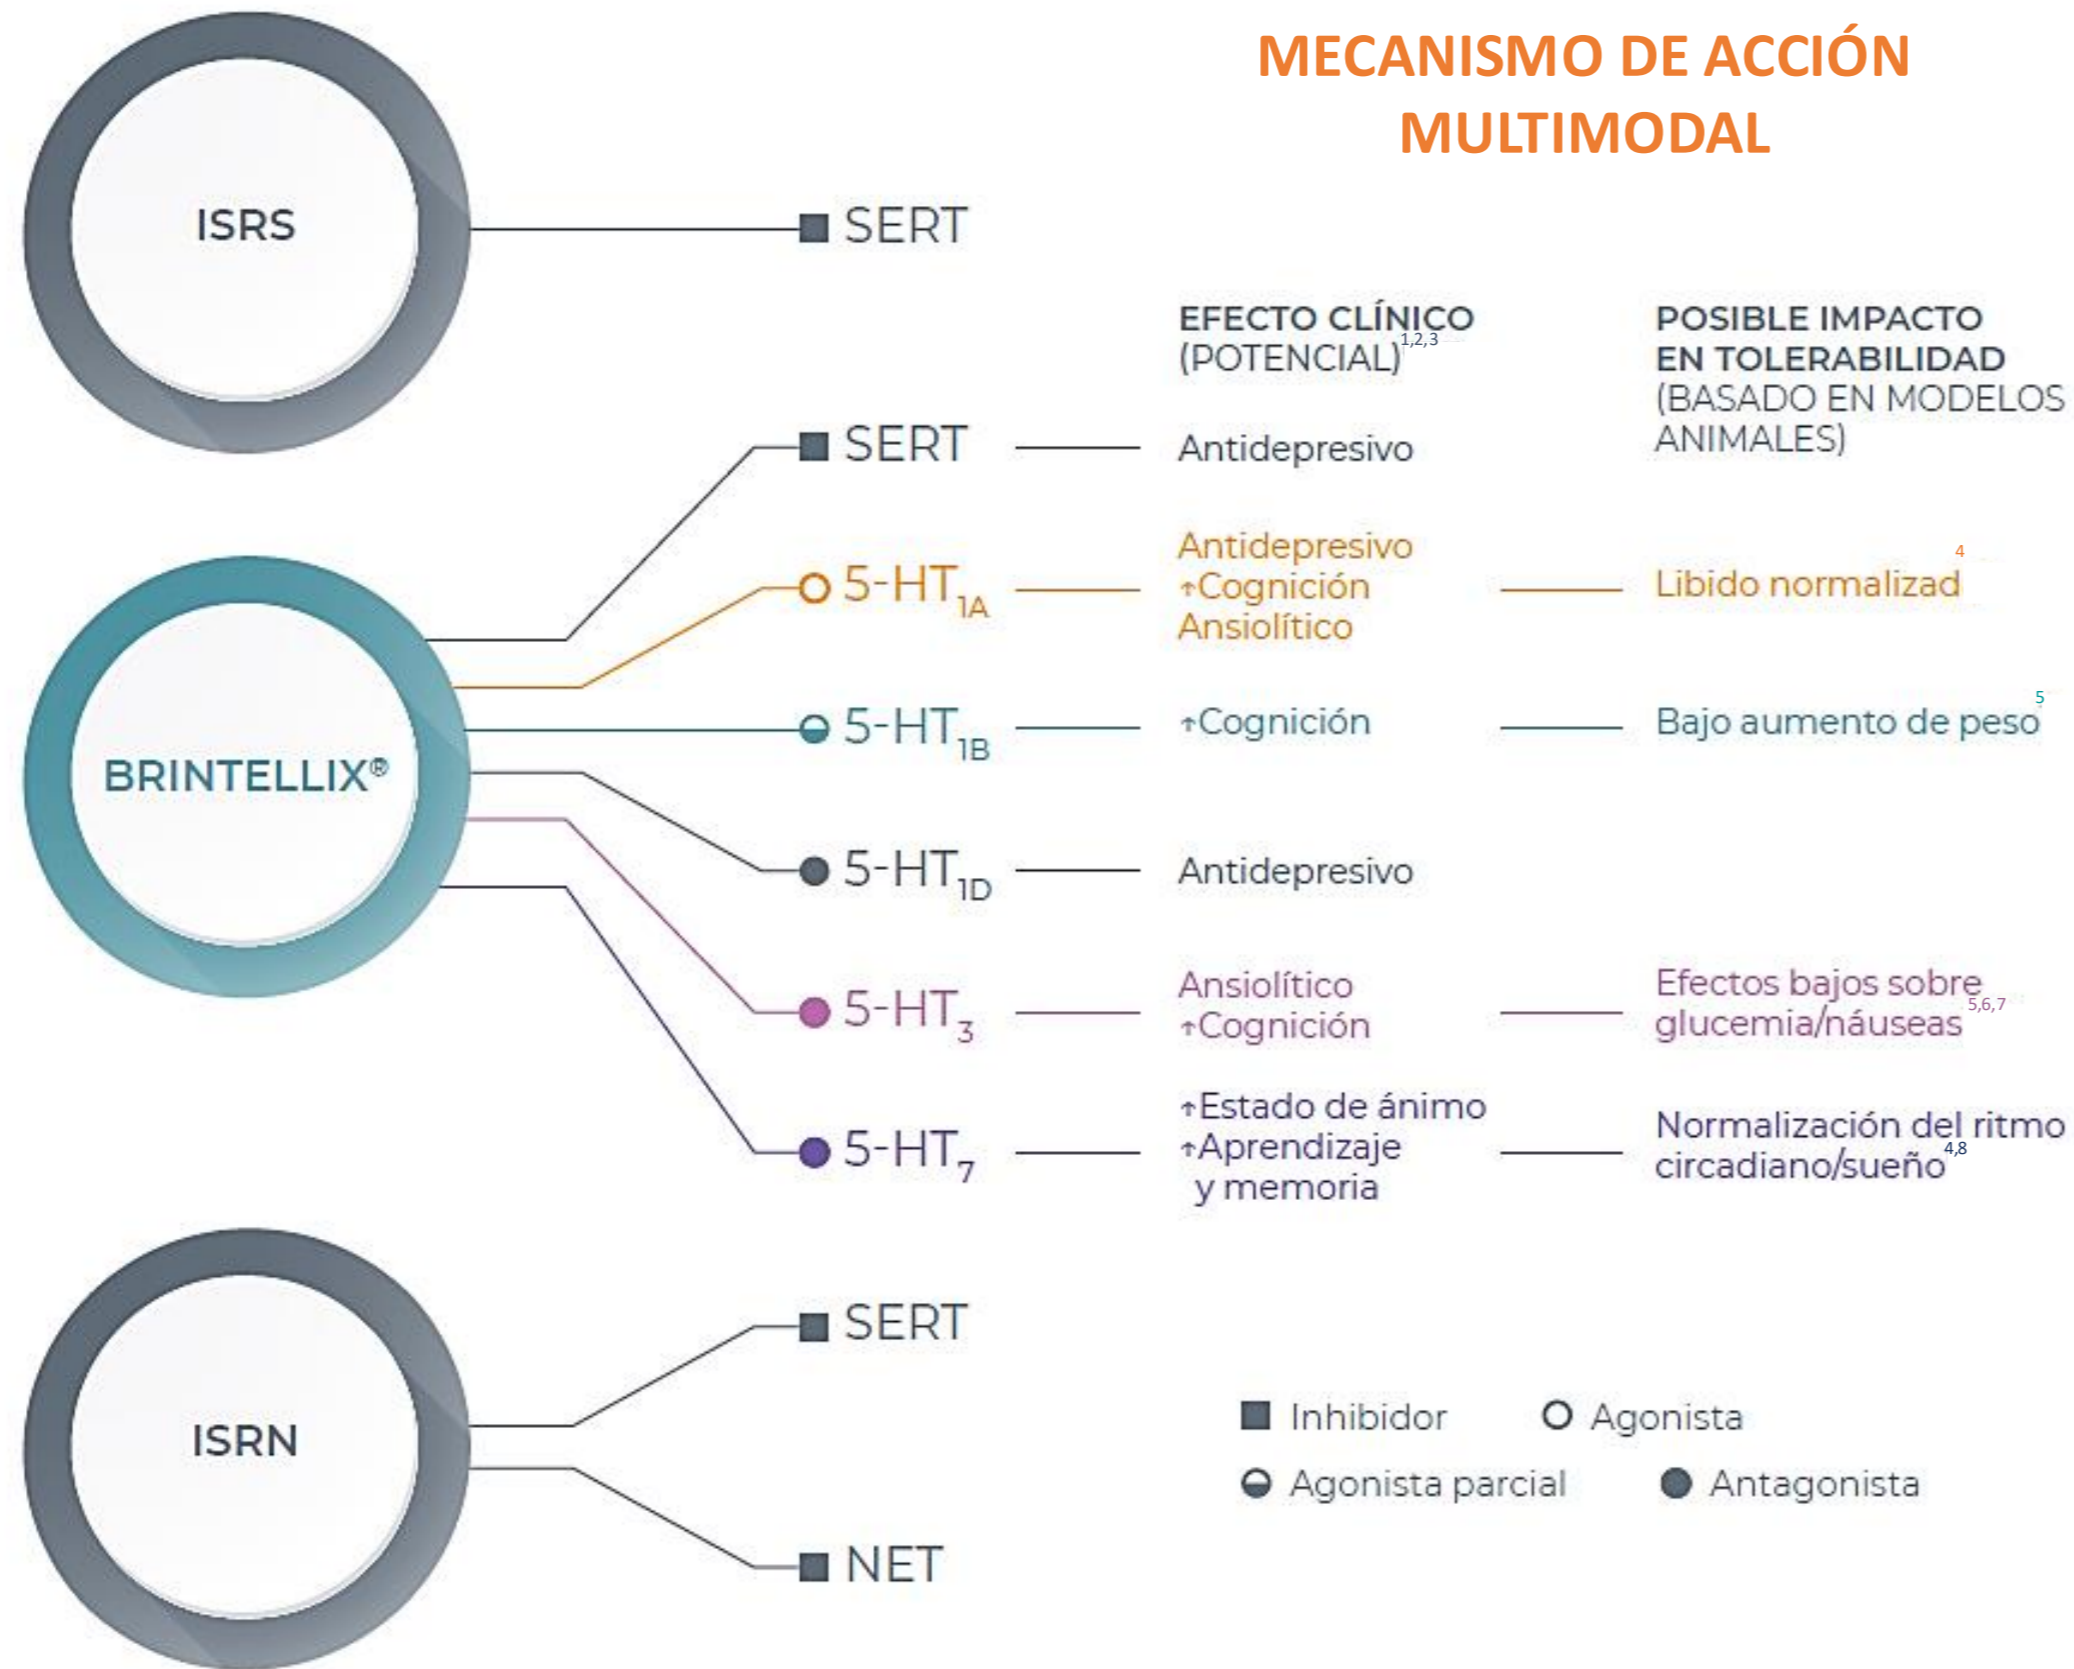 MECANISMO DE ACCIÓN
MULTIMODAL
ISRS
SERT
EFECTO CLÍNICO
(POTENCIAL)1,2,3
POSIBLE IMPACTO
EN TOLERABILIDAD
(BASADO EN MODELOS
ANIMALES)
BRINTELLIX®
SERT
Antidepresivo
5-HT1A
Antidepresivo
↑Cognición
Ansiolítico
Libido normalizad4
5-HT1B
↑Cognición
Bajo aumento de peso5
5-HT1D
Antidepresivo
5-HT3
Ansiolítico
↑Cognición
Efectos bajos sobre
glucemia/náuseas5,6,7
5-HT7
↑Estado de ánimo
↑Aprendizaje
y memoria
Normalización del ritmo
circadiano/sueño4,8
ISRN
SERT
NET
Inhibidor
Agonista
Agonista parcial
Antagonista